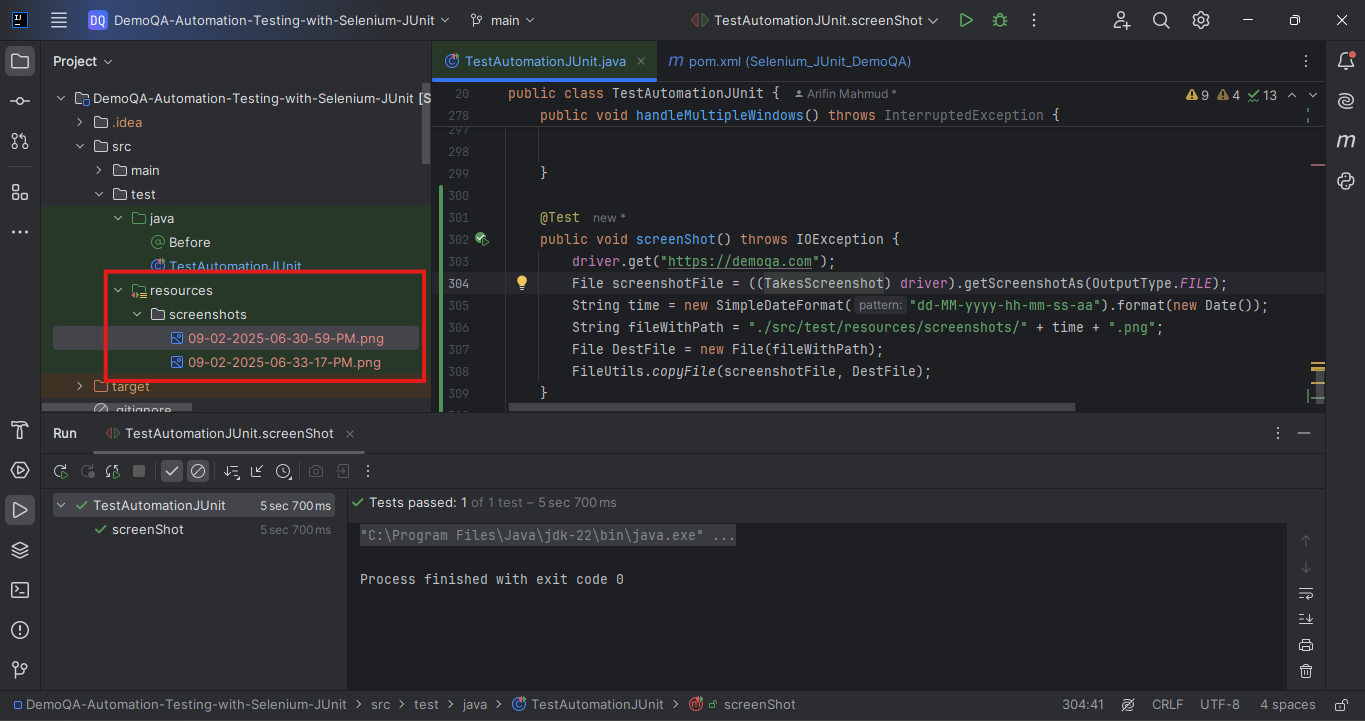 DQ DemoQA-Automation-Testing-with-Selenium-JUnit main TestAutomationJUnit.screenShot
Project
DemoQA-Automation-Testing-with-Selenium-JUnit [S
.idea
src
main
test
java
Before
TestAutomationJUnit
resources
screenshots
09-02-2025-06-30-59-PM.png
09-02-2025-06-33-17-PM.png
target
.gitignore
TestAutomationJUnit.java pom.xml (Selenium_JUnit_DemoQA)
20 public class TestAutomationJUnit { Arifin Mahmud * 9 4 13
278 public void handleMultipleWindows() throws InterruptedException {
297
298
299 }
300
301 @Test new *
302 public void screenShot() throws IOException {
303 driver.get("https://demoqa.com");
304 File screenshotFile = ((TakesScreenshot) driver).getScreenshotAs(OutputType.FILE);
305 String time = new SimpleDateFormat( pattern: "dd-MM-yyyy-hh-mm-ss-aa").format(new Date());
306 String fileWithPath = "./src/test/resources/screenshots/" + time + ".png";
307 File DestFile = new File(fileWithPath);
308 FileUtils.copyFile(screenshotFile, DestFile);
309 }
Run TestAutomationJUnit.screenShot
TestAutomationJUnit 5 sec 700 ms
screenShot 5 sec 700 ms
Tests passed: 1 of 1 test – 5 sec 700 ms
"C:\Program Files\Java\jdk-22\bin\java.exe" ...
Process finished with exit code 0
DemoQA-Automation-Testing-with-Selenium-JUnit > src > test > java > TestAutomationJUnit > screenShot 304:41 CRLF UTF-8 4 spaces